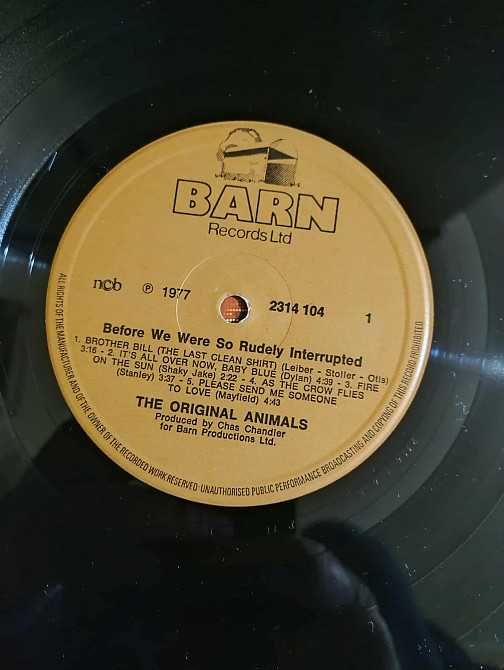 BARN
Records Ltd
ncb ℗ 1977 2314 104 1
Before We Were So Rudely Interrupted
1. BROTHER BILL (THE LAST CLEAN SHIRT) (Leiber - Stoller - Otis)
3:16 - 2. IT'S ALL OVER NOW, BABY BLUE (Dylan) 4:39 - 3. FIRE
ON THE SUN (Shaky Jake) 2:22 - 4. AS THE CROW FLIES
(Stanley) 3:37 - 5. PLEASE SEND ME SOMEONE
TO LOVE (Mayfield) 4:43
THE ORIGINAL ANIMALS
Produced by Chas Chandler
for Barn Productions Ltd.
ALL RIGHTS OF THE MANUFACTURER AND OF THE OWNER OF THE RECORDED WORK RESERVED · UNAUTHORISED PUBLIC PERFORMANCE BROADCASTING AND COPYING OF THIS RECORD PROHIBITED